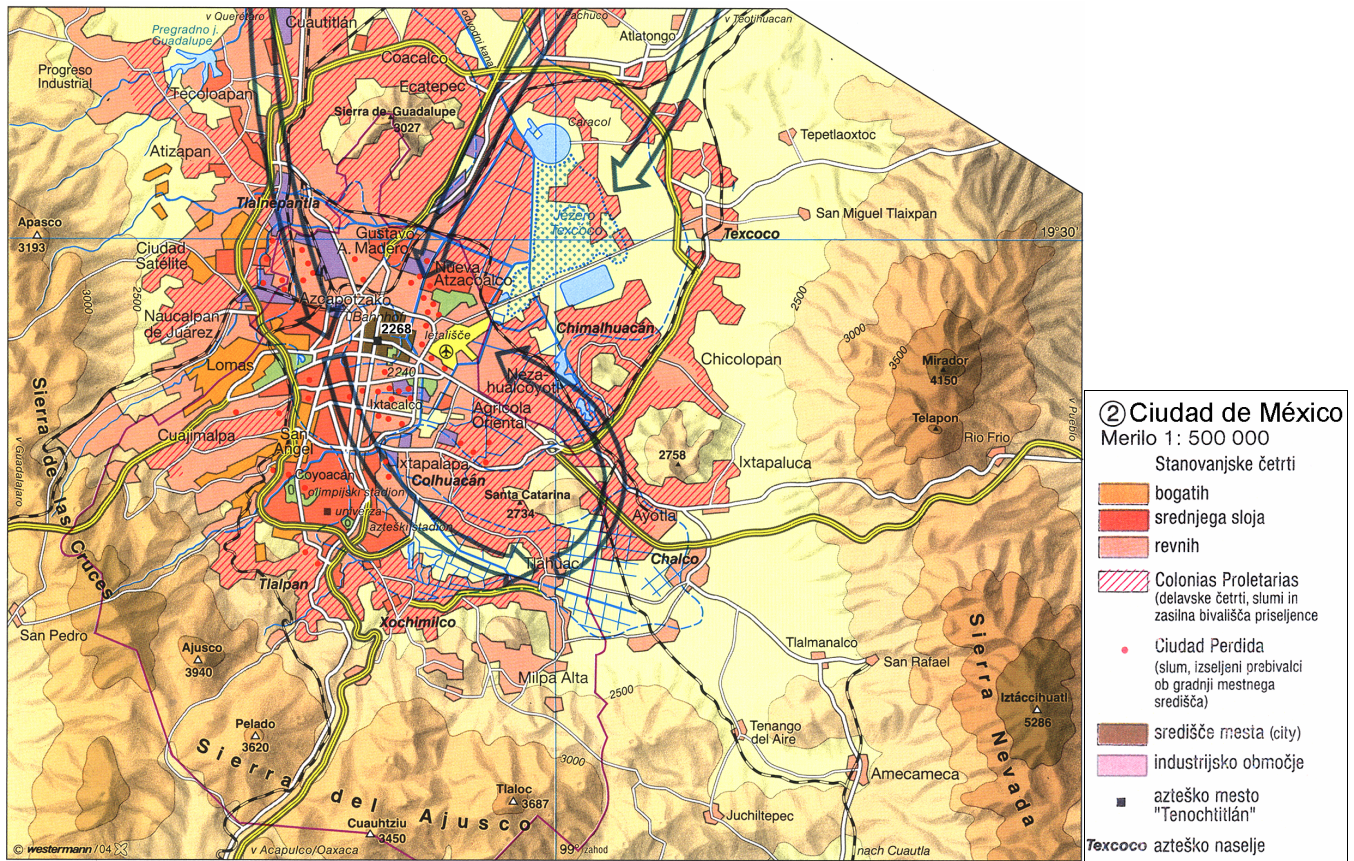 v Querétaro
v Pachuco
v Teotihuacan
Cuautitlán
odvodni kanal
Atlatongo
Pregradno j.
Guadalupe
Coacalco
Progreso
Industrial
Tecoloapan
Ecatepec
Sierra de Guadalupe
3027
Caracol
Tepetlaoxtoc
Atizapan
Tlalnepantla
San Miguel Tlaixpan
Apasco
3193
Jezero
Texcoco
Texcoco
19°30'
Gustavo
A. Madero
Ciudad
Satélite
Nueva
Atzacoalco
3000
2500
Azcapotzako
Bahnhof
2268
letališče
Naucalpan
de Juárez
Chimalhuacán
2500
3000
3500
Mirador
4150
Lomas
2240
Chicolopan
Neza-
hualcoyotl
Sierra de las Cruces
Ixtacalco
Agricola
Oriental
Telapon
v Puebla
Cuajimalpa
San
Angel
Rio Frio
v Guadalajaro
Ixtapalapa
Colhuacán
2758
Ixtapaluca
Coyoacán
olimpijski stadion
univerza
azteški stadion
Santa Catarina
2734
Ayotla
Tláhuac
Chalco
Tlalpan
Xochimilco
San Pedro
Ajusco
3940
Tlalmanalco
San Rafael
Milpa Alta
2500
Sierra Nevada
Iztáccihuatl
5286
Pelado
3620
Tenango
del Aire
3000
Sierra del Ajusco
Amecameca
Tlaloc
3687
Juchiltepec
Cuauhtziu
3450
© westermann /04
v Acapulco/Oaxaca
99° zahod
nach Cuautla
② Ciudad de México
Merilo 1: 500 000
Stanovanjske četrti
bogatih
srednjega sloja
revnih
Colonias Proletarias
(delavske četrti, slumi in
zasilna bivališča priseljence
Ciudad Perdida
(slum, izseljeni prebivalci
ob gradnji mestnega
središča)
središče mesta (city)
industrijsko območje
azteško mesto
"Tenochtitlán"
Texcoco azteško naselje